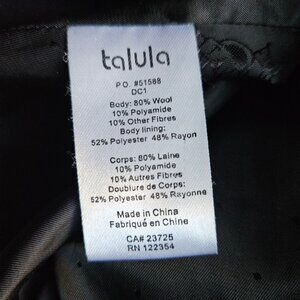 talula
P.O. #51568
DC1
Body: 80% Wool
10% Polyamide
10% Other Fibres
Body lining:
52% Polyester 48% Rayon
Corps: 80% Laine
10% Polyamide
10% Autres Fibres
Doublure de Corps:
52% Polyester 48% Rayonne
Made in China
Fabriqué en Chine
CA# 23725
RN 122354